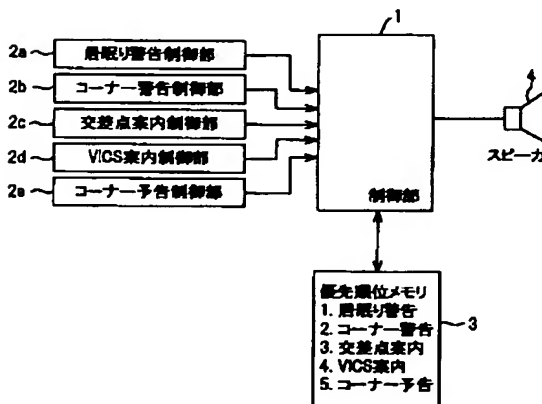 1
2a
居眠り警告制御部
2b
コーナー警告制御部
2c
交差点案内制御部
2d
VICS案内制御部
2e
コーナー予告制御部
制御部
4
スピーカ
優先順位メモリ
1. 居眠り警告
2. コーナー警告
3. 交差点案内
4. VICS案内
5. コーナー予告
3